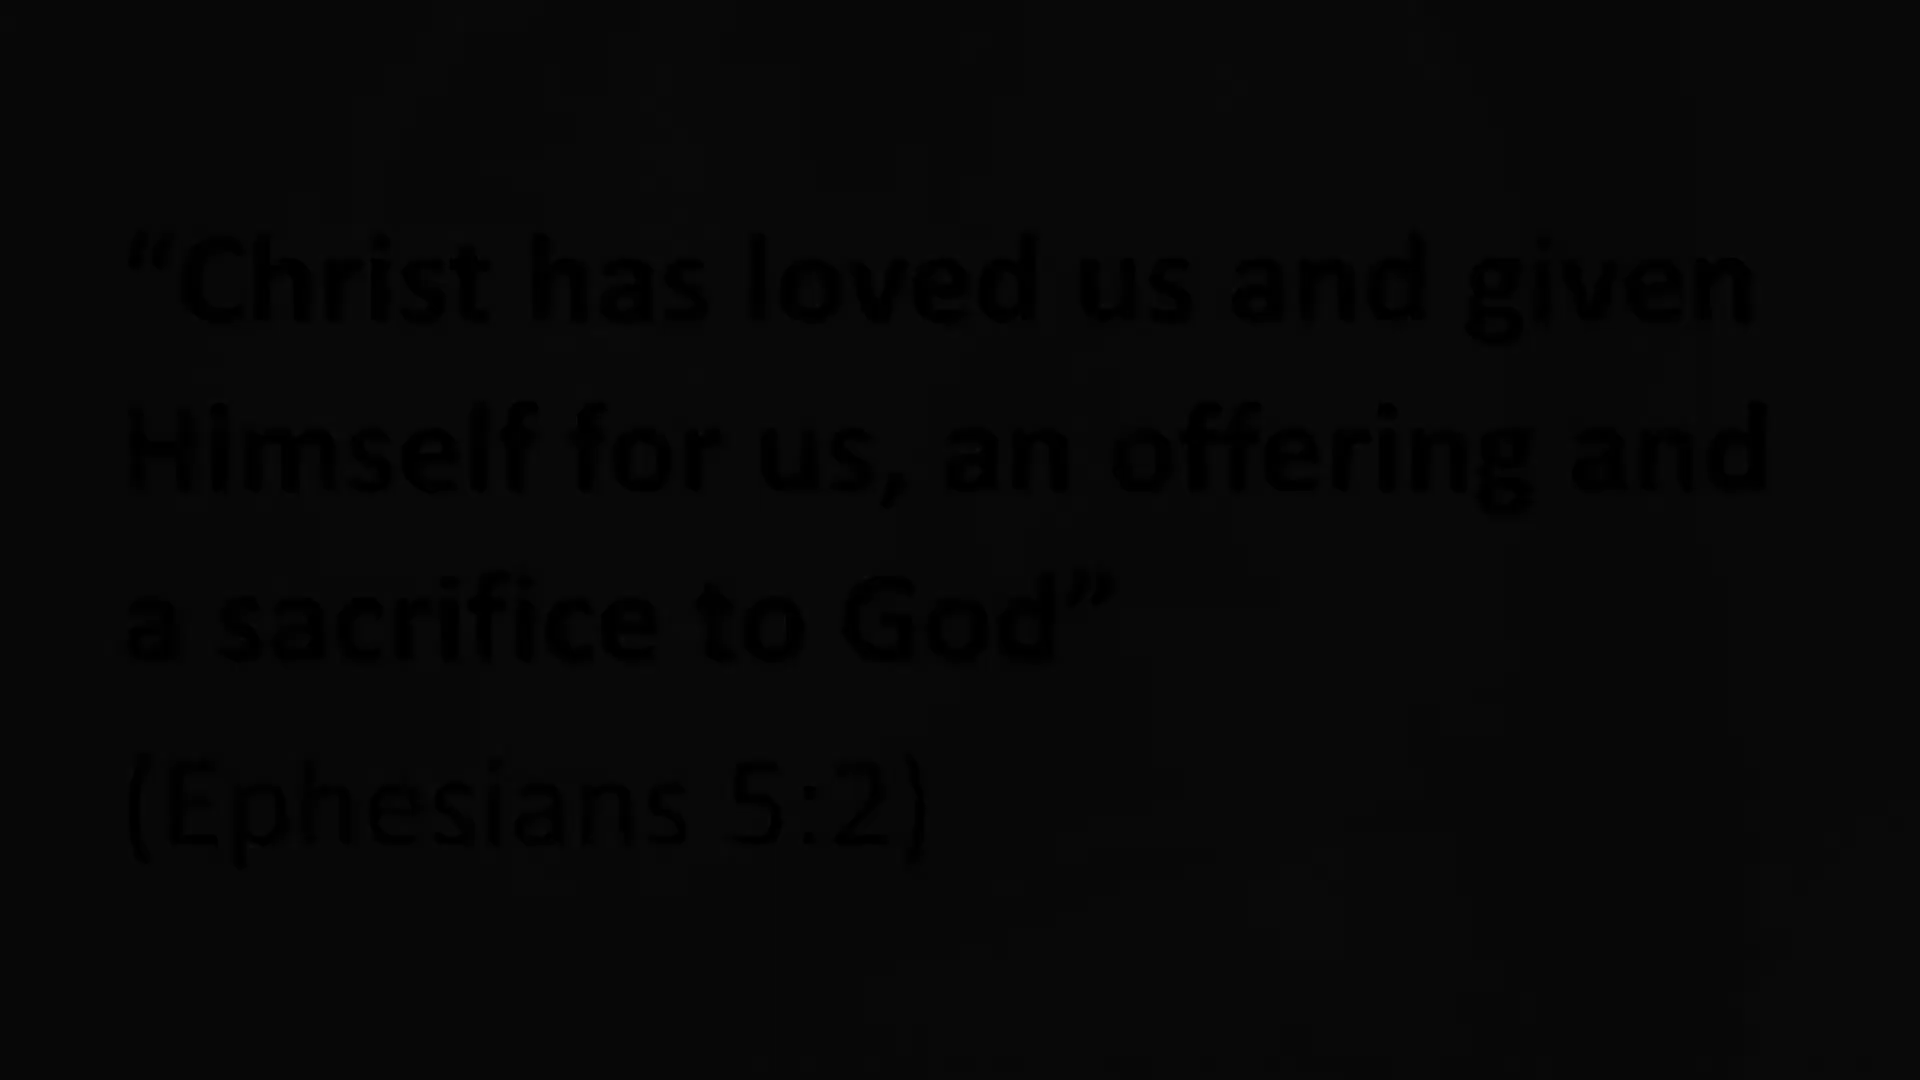 “Christ has loved us and given
Himself for us, an offering and
a sacrifice to God”
(Ephesians 5:2)